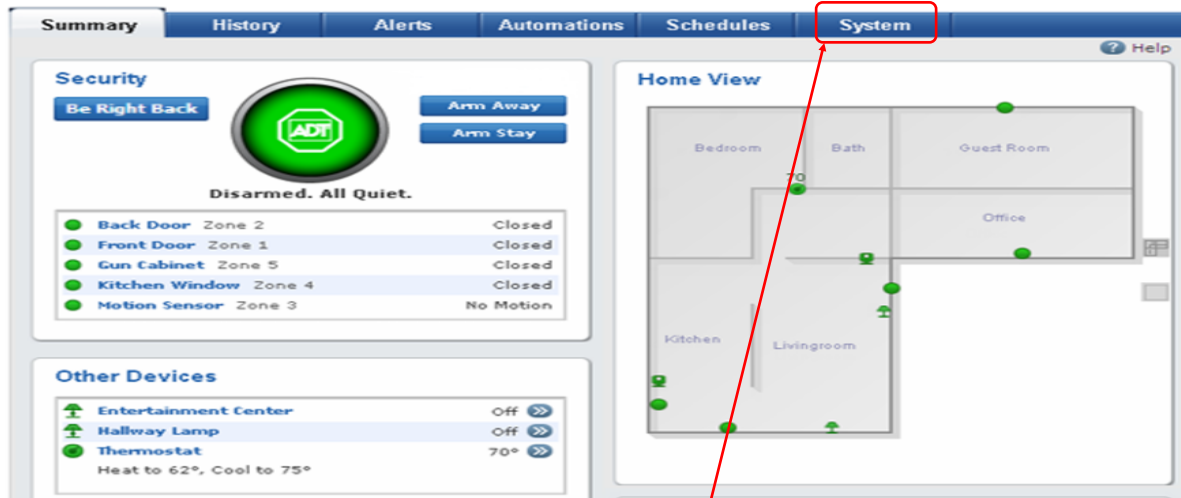 Summary History Alerts Automations Schedules System
Help
Security
Be Right Back
ADT
Arm Away
Arm Stay
Disarmed. All Quiet.
Back Door Zone 2 Closed
Front Door Zone 1 Closed
Gun Cabinet Zone 5 Closed
Kitchen Window Zone 4 Closed
Motion Sensor Zone 3 No Motion
Other Devices
Entertainment Center Off
Hallway Lamp Off
Thermostat 70°
Heat to 62°, Cool to 75°
Home View
Bedroom Bath Guest Room
70
Office
Kitchen Livingroom